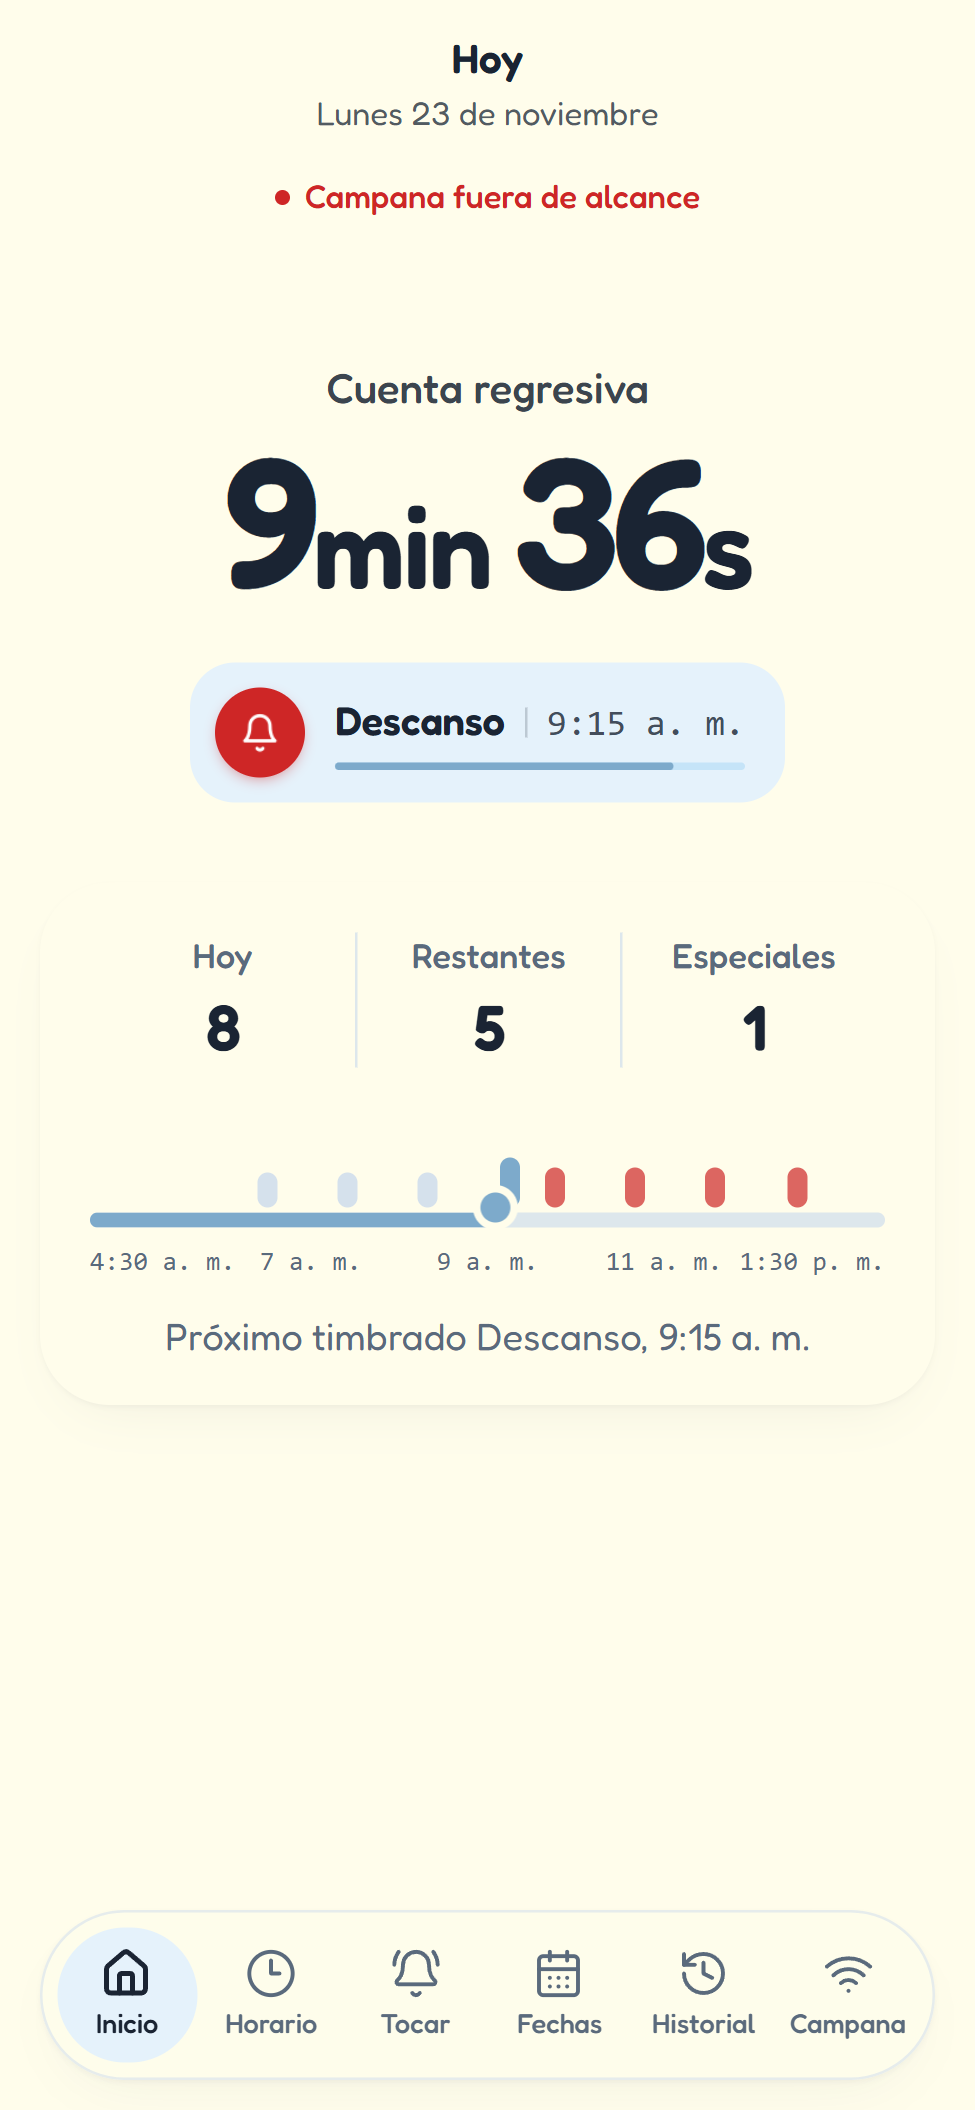 Hoy
Lunes 23 de noviembre
Campana fuera de alcance
Cuenta regresiva
9min 36s
Descanso | 9:15 a. m.
Hoy Restantes Especiales
8 5 1
4:30 a. m. 7 a. m. 9 a. m. 11 a. m. 1:30 p. m.
Próximo timbrado Descanso, 9:15 a. m.
Inicio Horario Tocar Fechas Historial Campana